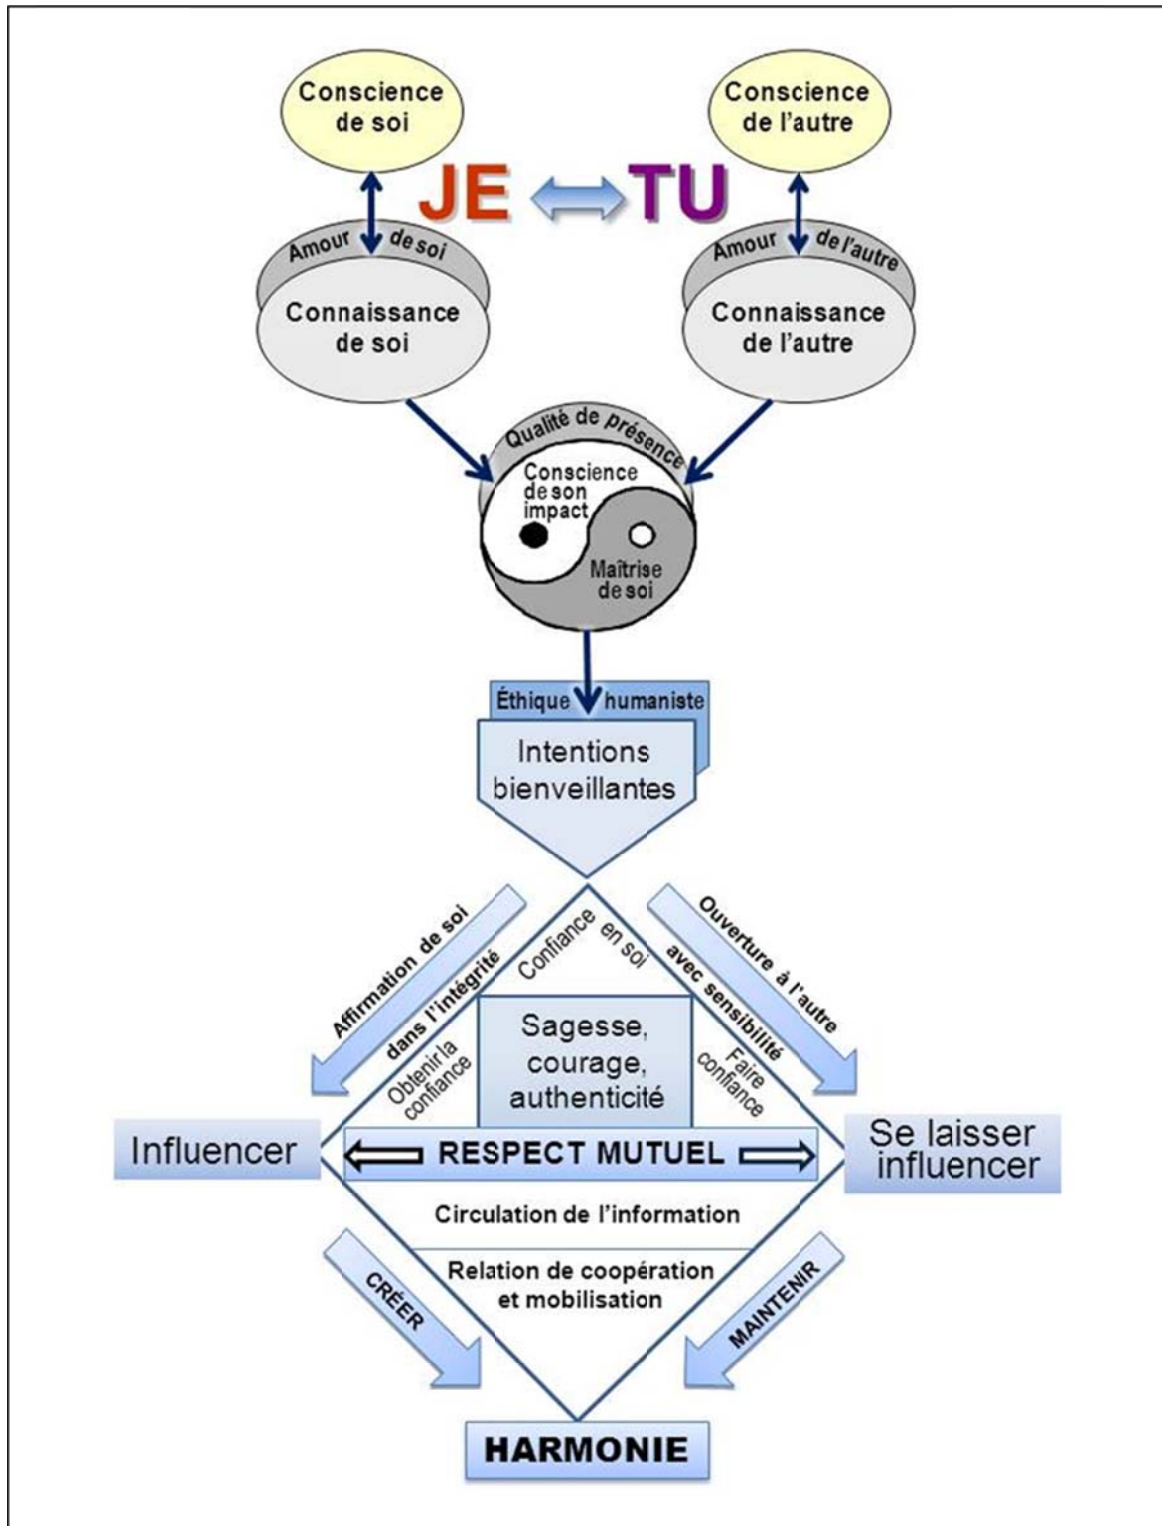 Conscience
de soi
Conscience
de l'autre
JE
TU
Amour de soi
Amour de l'autre
Connaissance
de soi
Connaissance
de l'autre
Qualité de présence
Conscience
de son
impact
Maîtrise
de soi
Éthique humaniste
Intentions
bienveillantes
Affirmation de soi
dans l'intégrité
Confiance en soi
Ouverture à l'autre
avec sensibilité
Obtenir la
confiance
Sagesse,
courage,
authenticité
Faire
confiance
Influencer
RESPECT MUTUEL
Se laisser
influencer
Circulation de l'information
Relation de coopération
et mobilisation
CRÉER
MAINTENIR
HARMONIE